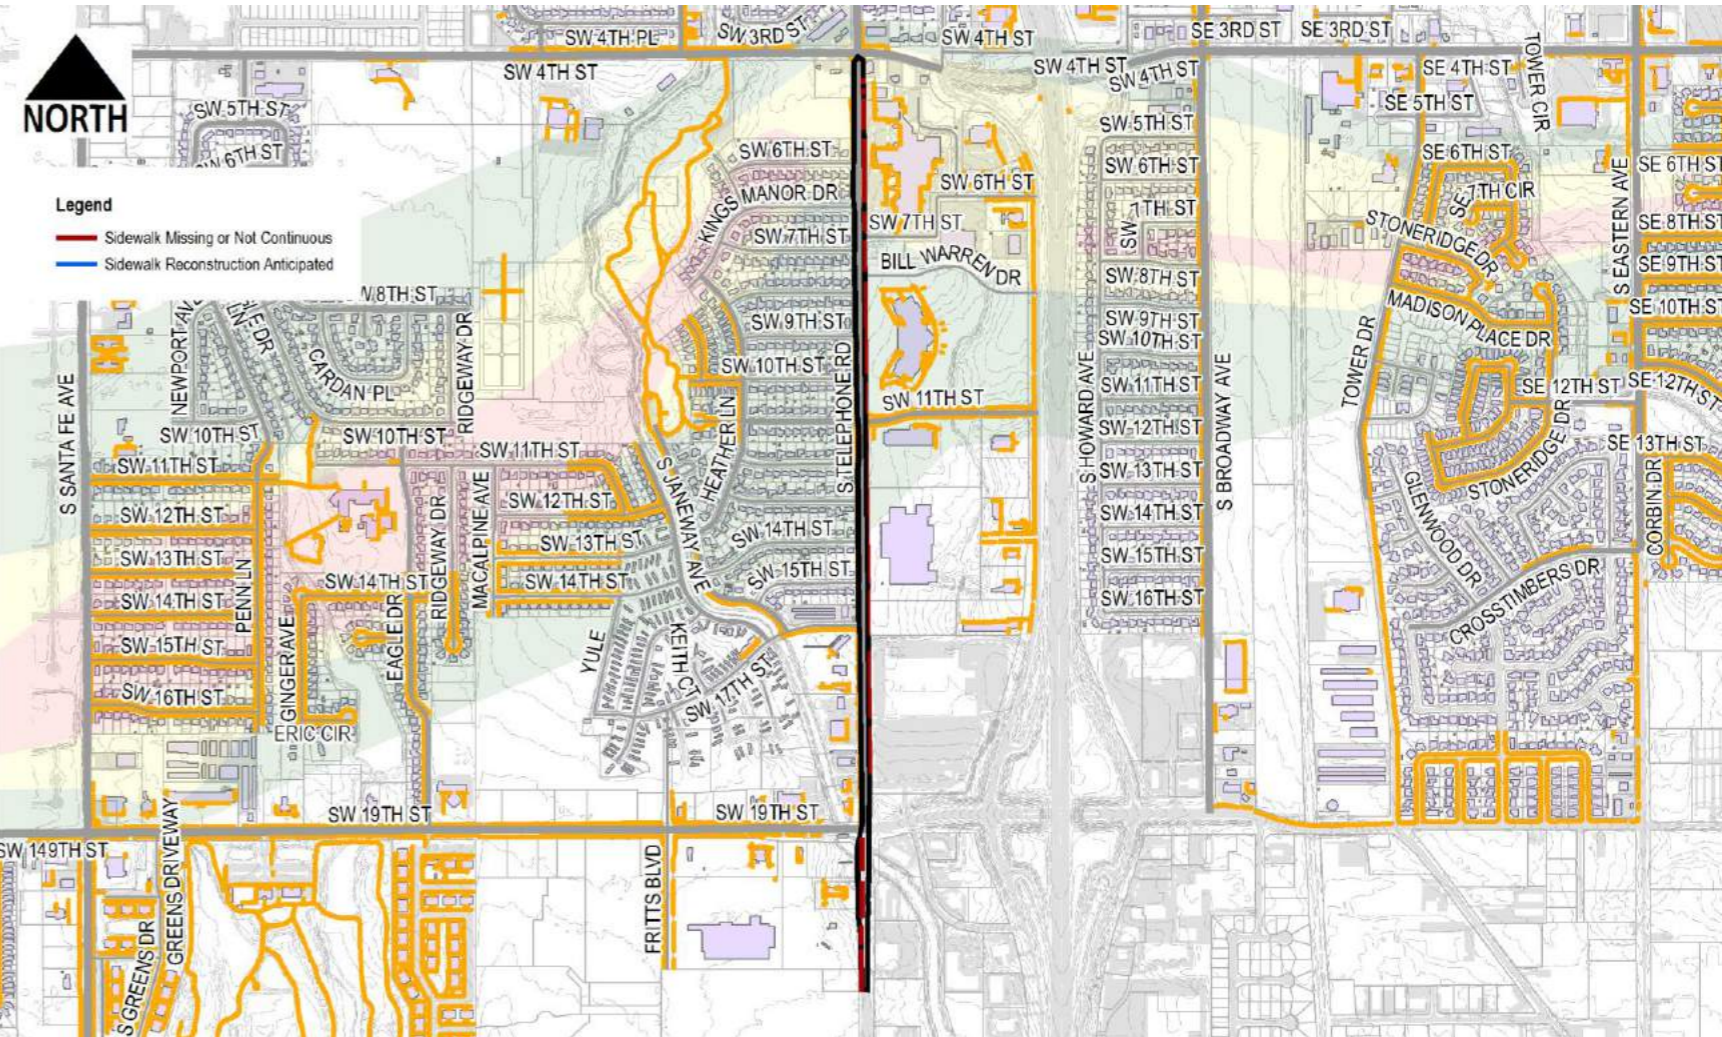 SW 4TH PL
SW 3RD ST
SW 4TH ST
SE 3RD ST
SE 3RD ST
NORTH
SW 4TH ST
SW 4TH ST
SW 4TH ST
SE 4TH ST
TOWER CIR
SW 5TH ST
SE 5TH ST
SW 5TH ST
SW 6TH ST
SW 6TH ST
SW 6TH ST
SE 6TH ST
SE 6TH ST
SW 6TH ST
KINGS MANOR DR
SE 7TH CIR
Legend
Sidewalk Missing or Not Continuous
Sidewalk Reconstruction Anticipated
SW 7TH ST
SW 7TH ST
SW 7TH ST
STONERIDGE DR
SE 8TH ST
S EASTERN AVE
BILL WARREN DR
SW 8TH ST
SE 9TH ST
W 8TH ST
NEWPORT AV
LE DR
LN
CARDAN PL
RIDGEWAY DR
SW 9TH ST
SW 9TH ST
MADISON PLACE DR
SE 10TH ST
SW 10TH ST
SW 10TH ST
S SANTA FE AVE
SW 10TH ST
SW 10TH ST
HEATHER LN
S TELEPHONE RD
SW 11TH ST
S HOWARD AVE
SW 11TH ST
S BROADWAY AVE
TOWER DR
SE 12TH ST
SE 12TH ST
SW 11TH ST
SW 11TH ST
SW 12TH ST
SE 13TH ST
SW 12TH ST
SW 12TH ST
MACALPINE AVE
S JANEWAY AVE
SW 13TH ST
STONERIDGE DR
GLENWOOD DR
CORBIN DR
SW 13TH ST
RIDGEWAY DR
SW 13TH ST
SW 14TH ST
SW 14TH ST
SW 14TH ST
SW 14TH ST
SW 14TH ST
SW 15TH ST
SW 15TH ST
CROSSTIMBERS DR
PENN LN
EAGLE DR
SW 16TH ST
SW 15TH ST
GINGER AVE
YULE
KEITH CT
SW 17TH ST
SW 16TH ST
ERIC CIR
SW 19TH ST
SW 19TH ST
SW 149TH ST
GREENS DRIVEWAY
S GREENS DR
FRITTS BLVD